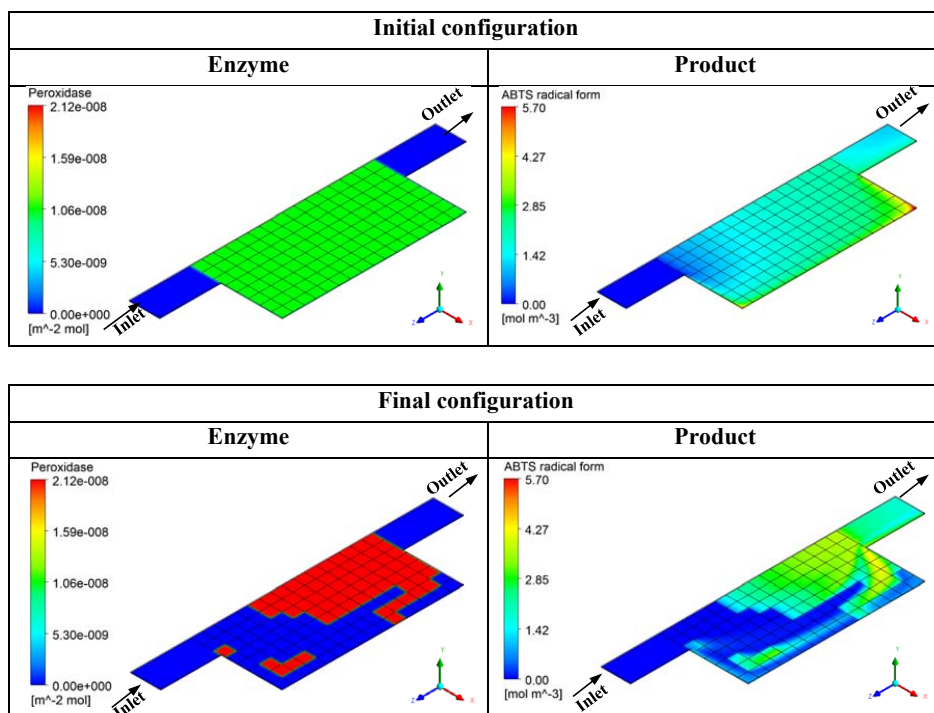 Initial configuration
Enzyme Product
Peroxidase
2.12e-008
1.59e-008
1.06e-008
5.30e-009
0.00e+000
[m^-2 mol]
Inlet
Outlet
Y
Z
X
ABTS radical form
5.70
4.27
2.85
1.42
0.00
[mol m^-3]
Inlet
Outlet
Y
Z
X
Final configuration
Enzyme Product
Peroxidase
2.12e-008
1.59e-008
1.06e-008
5.30e-009
0.00e+000
[m^-2 mol]
Inlet
Outlet
Y
Z
X
ABTS radical form
5.70
4.27
2.85
1.42
0.00
[mol m^-3]
Inlet
Outlet
Y
Z
X